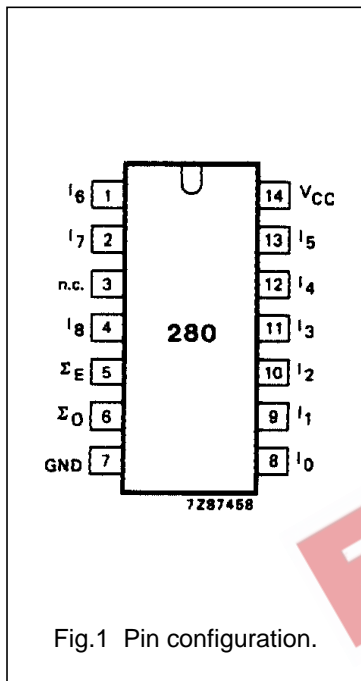 I6 1 14 VCC
I7 2 13 I5
n.c. 3 12 I4
I8 4 11 I3
280
ΣE 5 10 I2
ΣO 6 9 I1
GND 7 8 I0
7Z87458
Fig.1 Pin configuration.